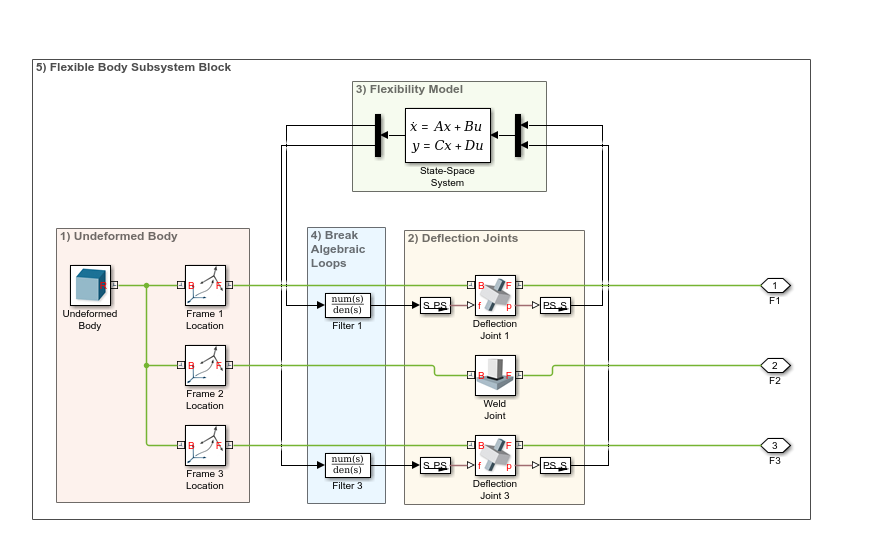 5) Flexible Body Subsystem Block
3) Flexibility Model
ẋ = Ax + Bu
y = Cx + Du
State-Space
System
1) Undeformed Body
4) Break
Algebraic
Loops
2) Deflection Joints
R
Undeformed
Body
B F
Frame 1
Location
num(s)
den(s)
Filter 1
S PS
B F
f p
Deflection
Joint 1
PS S
1
F1
B F
Frame 2
Location
B F
Weld
Joint
2
F2
B F
Frame 3
Location
num(s)
den(s)
Filter 3
S PS
B F
f p
Deflection
Joint 3
PS S
3
F3